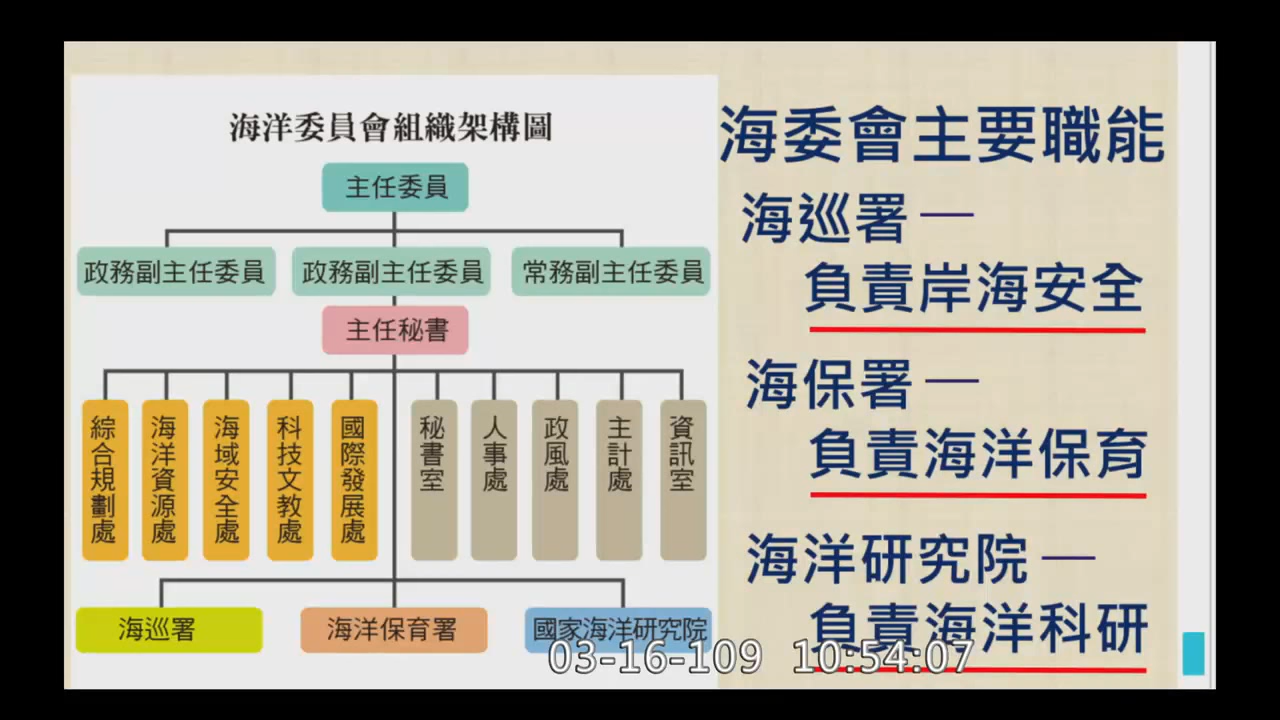 海洋委員會組織架構圖
主任委員
政務副主任委員
政務副主任委員
常務副主任委員
主任秘書
綜合規劃處
海洋資源處
海域安全處
科技文教處
國際發展處
秘書室
人事處
政風處
主計處
資訊室
海巡署
海洋保育署
國家海洋研究院
海委會主要職能
海巡署—
負責岸海安全
海保署—
負責海洋保育
海洋研究院—
負責海洋科研
03-16-109 10:54:07